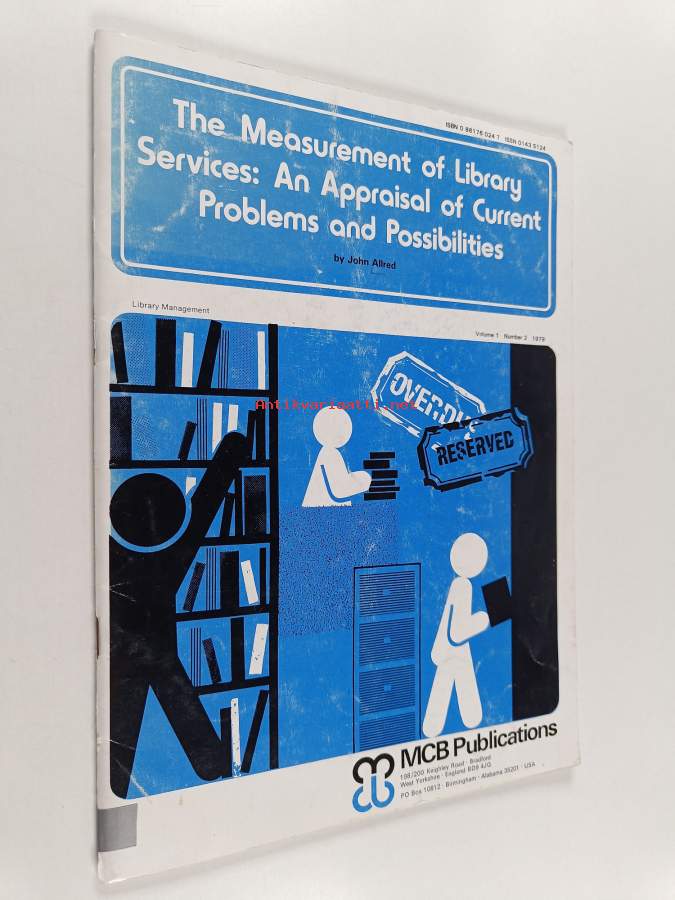 ISBN 0 86176 024 7 ISSN 0143 5124
The Measurement of Library
Services: An Appraisal of Current
Problems and Possibilities
by John Allred
Library Management
Volume 1 Number 2 1979
Antikvariaatti.net
OVERDUE
RESERVED
MCB Publications
198/200 Keighley Road · Bradford
West Yorkshire · England BD9 4JQ
PO Box 10812 · Birmingham · Alabama 35201 · USA